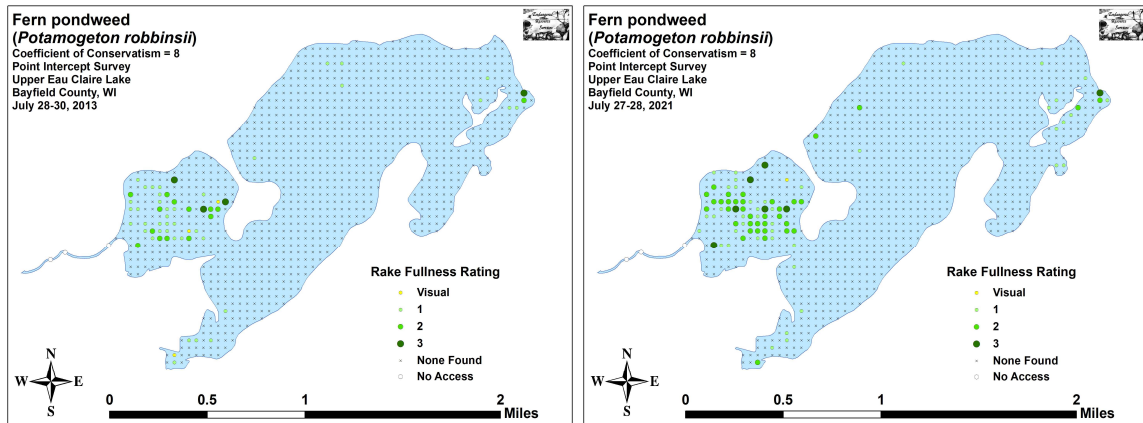 Fern pondweed
(Potamogeton robbinsii)
Coefficient of Conservatism = 8
Point Intercept Survey
Upper Eau Claire Lake
Bayfield County, WI
July 28-30, 2013
Rake Fullness Rating
Visual
1
2
3
None Found
No Access
N
W E
S
0 0.5 1 2
Miles
Fern pondweed
(Potamogeton robbinsii)
Coefficient of Conservatism = 8
Point Intercept Survey
Upper Eau Claire Lake
Bayfield County, WI
July 27-28, 2021
Rake Fullness Rating
Visual
1
2
3
None Found
No Access
N
W E
S
0 0.5 1 2
Miles